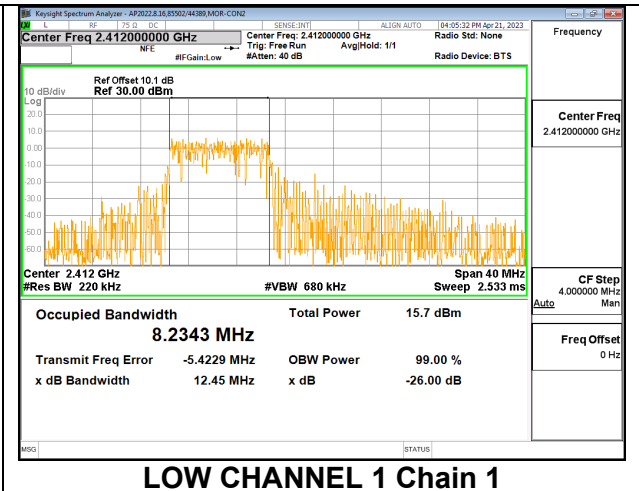 Keysight Spectrum Analyzer - AP2022.8.16,85502/44389,MOR-CON2
L RF 75 Ω DC SENSE:INT ALIGN AUTO 04:05:32 PM Apr 21, 2023
Center Freq 2.412000000 GHz
Center Freq: 2.412000000 GHz Radio Std: None
NFE Trig: Free Run Avg|Hold: 1/1
#IFGain:Low #Atten: 40 dB Radio Device: BTS
Frequency
Ref Offset 10.1 dB
10 dB/div Ref 30.00 dBm
Log
20.0
10.0
0.00
-10.0
-20.0
-30.0
-40.0
-50.0
-60.0
Center 2.412 GHz Span 40 MHz
#Res BW 220 kHz #VBW 680 kHz Sweep 2.533 ms
Center Freq
2.412000000 GHz
CF Step
4.000000 MHz
Auto Man
Freq Offset
0 Hz
Occupied Bandwidth Total Power 15.7 dBm
8.2343 MHz
Transmit Freq Error -5.4229 MHz OBW Power 99.00 %
x dB Bandwidth 12.45 MHz x dB -26.00 dB
MSG STATUS
LOW CHANNEL 1 Chain 1